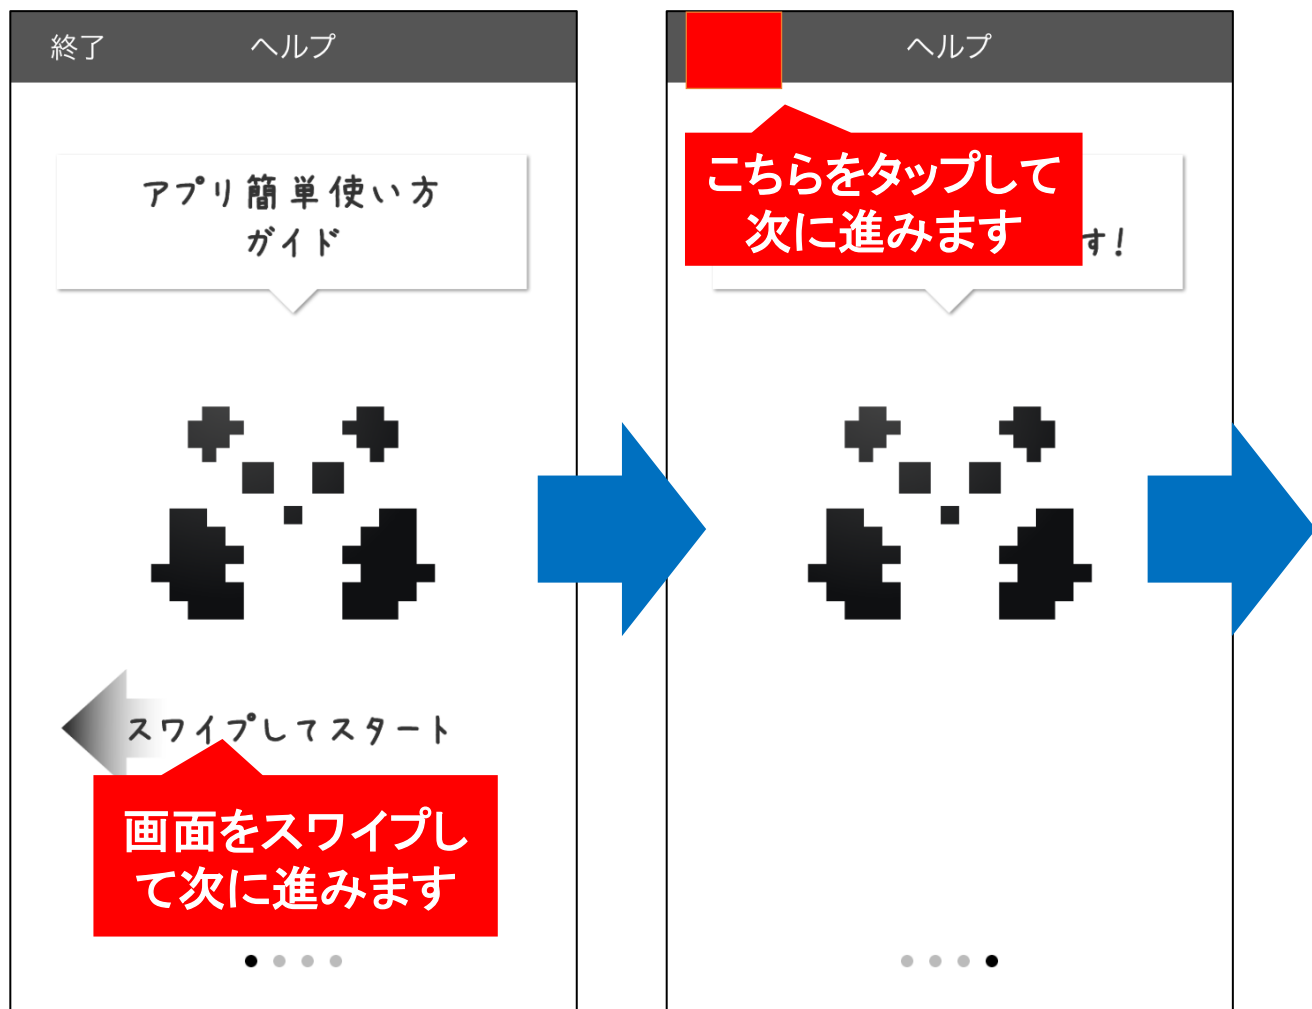 終了
ヘルプ
アプリ簡単使い方
ガイド
スワイプしてスタート
画面をスワイプし
て次に進みます
ヘルプ
こちらをタップして
次に進みます
す！